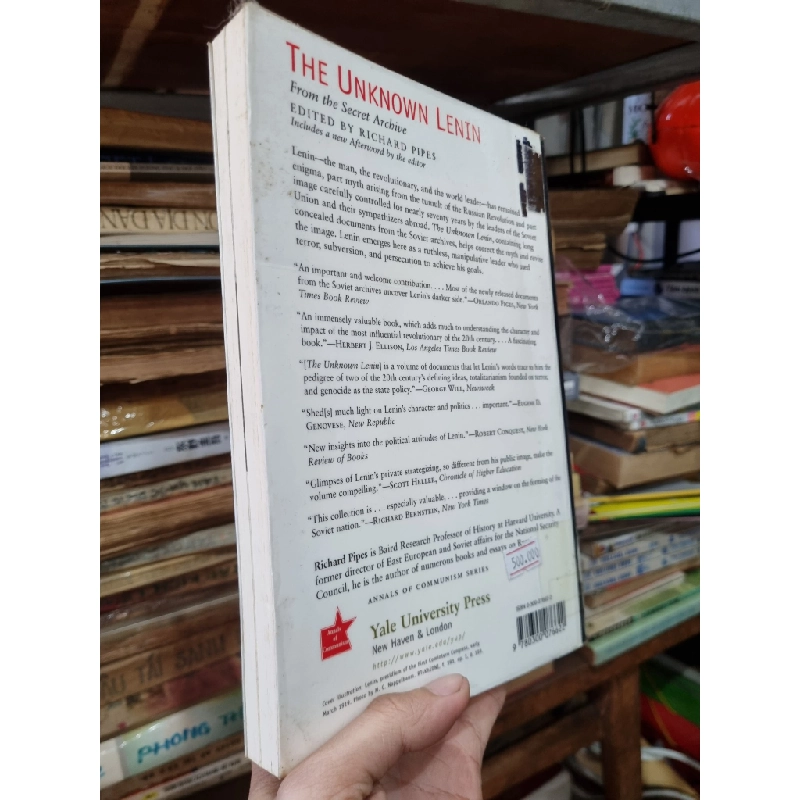 THE UNKNOWN LENIN
From the Secret Archive
EDITED BY RICHARD PIPES
Includes a new Afterword by the editor
Lenin—the man, the revolutionary, and the world leader—has remained part
enigma, part myth arising from the tumult of the Russian Revolution and
image carefully controlled for nearly seventy years by the leaders of the Soviet
Union and their sympathizers abroad. The Unknown Lenin, containing long
concealed documents from the Soviet archives, helps correct the myth and revise
the image. Lenin emerges here as a ruthless, manipulative leader who used
terror, subversion, and persecution to achieve his goals.
"An important and welcome contribution. . . . Most of the newly released documents
from the Soviet archives uncover Lenin's darker side."—ORLANDO FIGES, New York
Times Book Review
"An immensely valuable book, which adds much to understanding the character and
impact of the most influential revolutionary of the 20th century. . . . A fascinating
book."—HERBERT J. ELLISON, Los Angeles Times Book Review
"[The Unknown Lenin] is a volume of documents that let Lenin's words trace the
pedigree of two of the 20th century's defining ideas, totalitarianism founded on terror,
and genocide as the state policy."—GEORGE WILL, Newsweek
"Shed[s] much light on Lenin's character and politics . . . important."—EUGENE D.
GENOVESE, New Republic
"New insights into the political attitudes of Lenin."—ROBERT CONQUEST, New York
Review of Books
"Glimpses of Lenin's private strategizing, so different from his public image, make the
volume compelling."—SCOTT HELLER, Chronicle of Higher Education
"This collection is . . . especially valuable. . . . providing a window on the forming of the
Soviet nation."—RICHARD BERNSTEIN, New York Times
Richard Pipes is Baird Research Professor of History at Harvard University. A
former director of East European and Soviet affairs for the National Security
Council, he is the author of numerous books and essays on
500.000
ANNALS OF COMMUNISM SERIES
Annals of Communism
Yale University Press
New Haven & London
http://www.yale.edu/yup/
ISBN
9 780300 076622
PHONG